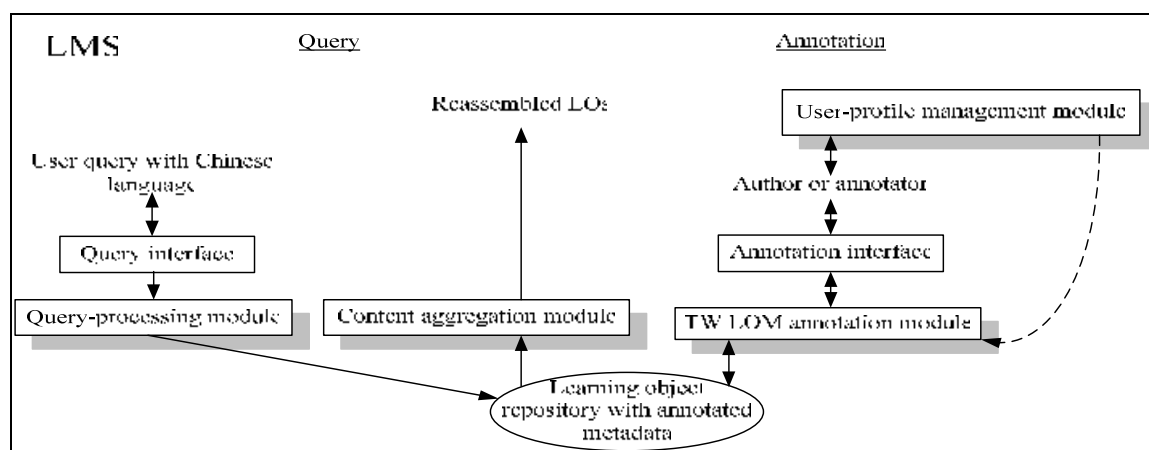 LMS
Query
Annotation
Reassembled LOs
User-profile management module
User query with Chinese
language
Author or annotator
Query interface
Annotation interface
Query-processing module
Content aggregation module
TW LOM annotation module
Learning object
repository with annotated
metadata